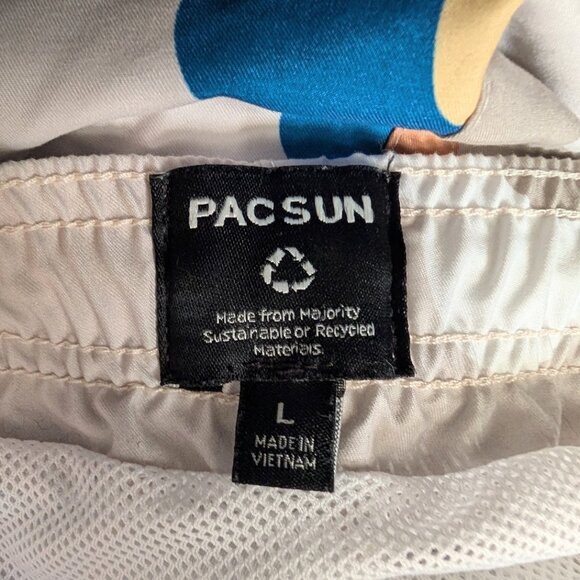 PACSUN
Made from Majority
Sustainable or Recycled
Materials.
L
MADE IN
VIETNAM